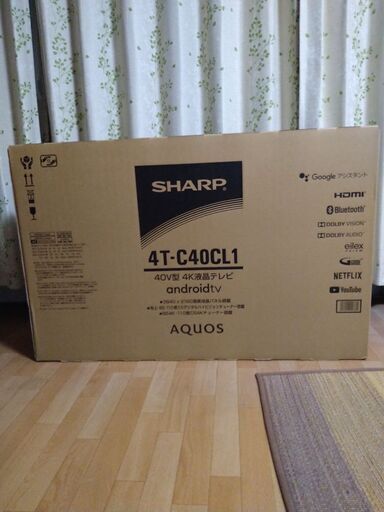 SHARP
4T-C40CL1
40V型 4K液晶テレビ
androidtv
AQUOS
Google アシスタント
HDMI
Bluetooth
DOLBY VISION
DOLBY AUDIO
eilex
PRISM
NETFLIX
YouTube